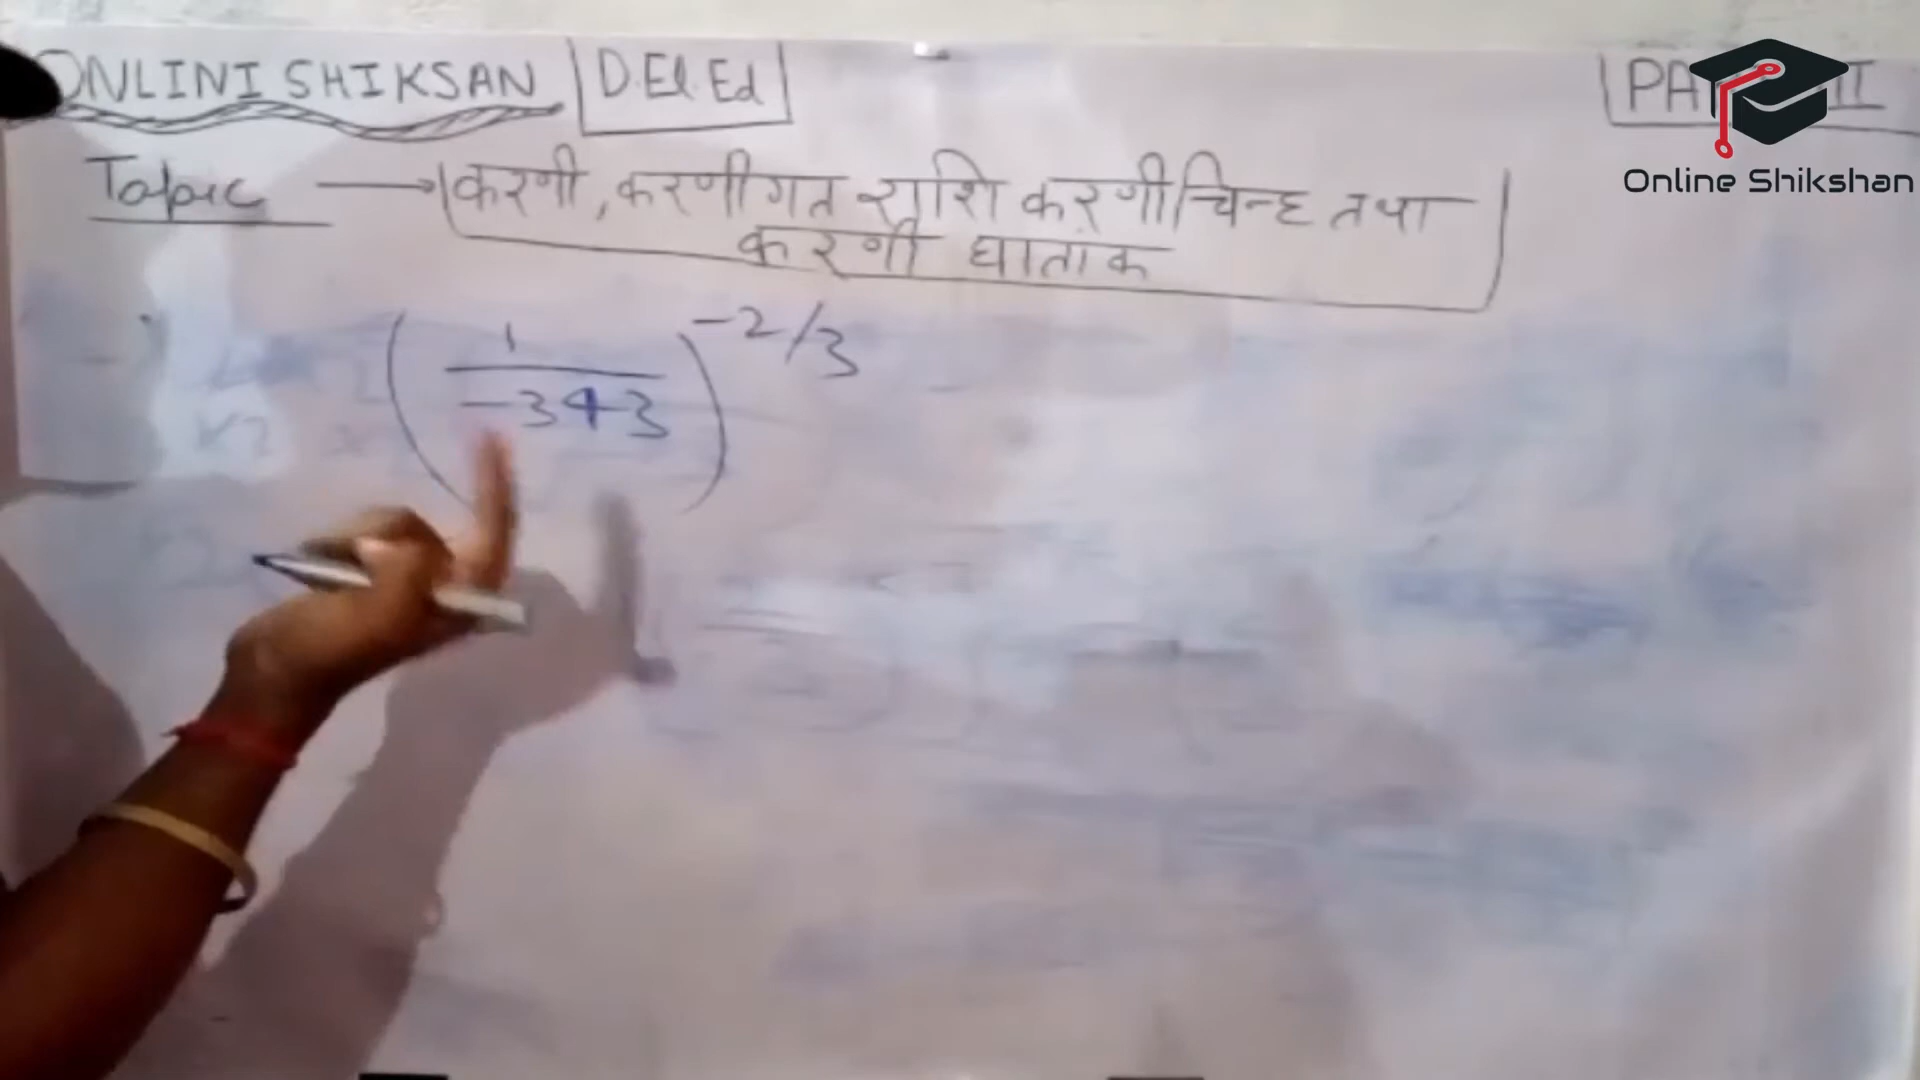 ONLINI SHIKSAN D.El.Ed
Online Shikshan
Topic → करणी, करणीगत राशि करणी चिन्ह तथा
करणी घातांक
( 1 / -343 ) -2/3